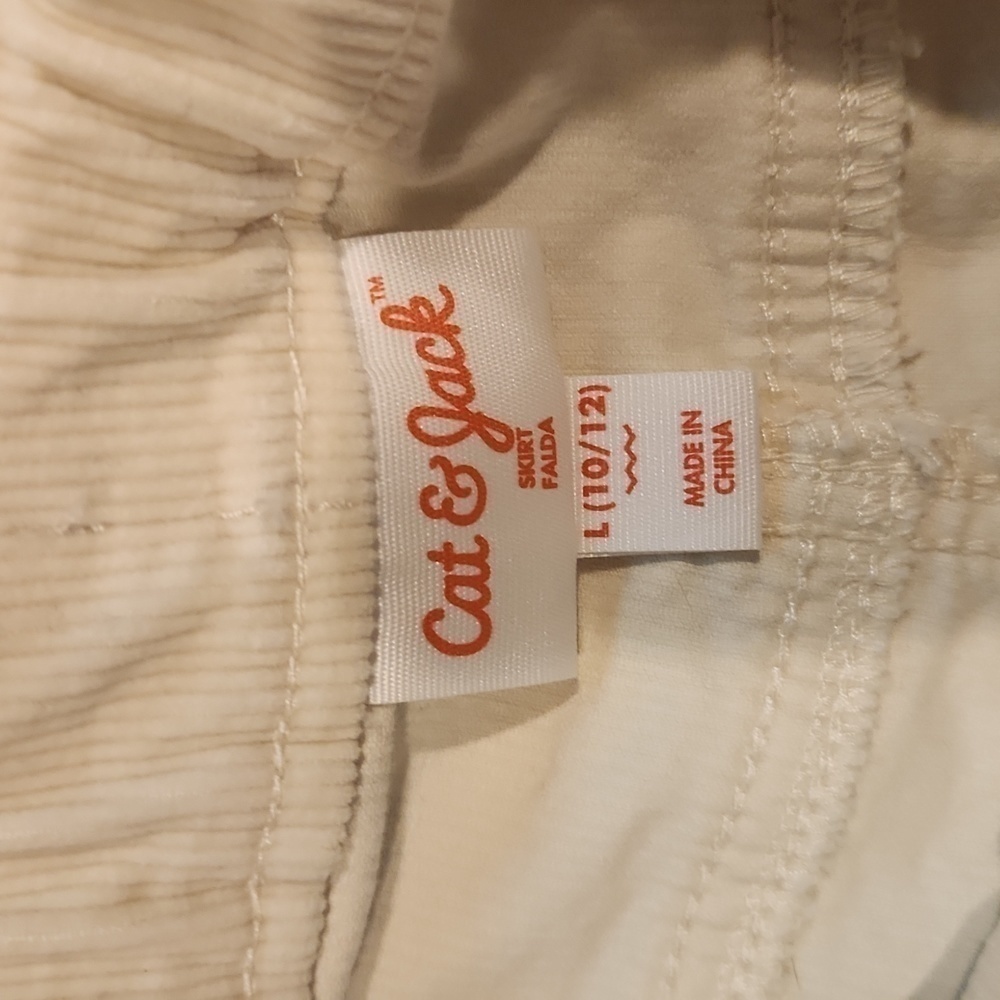 Cat & Jack™
SKIRT
FALDA
L (10/12)
MADE IN
CHINA